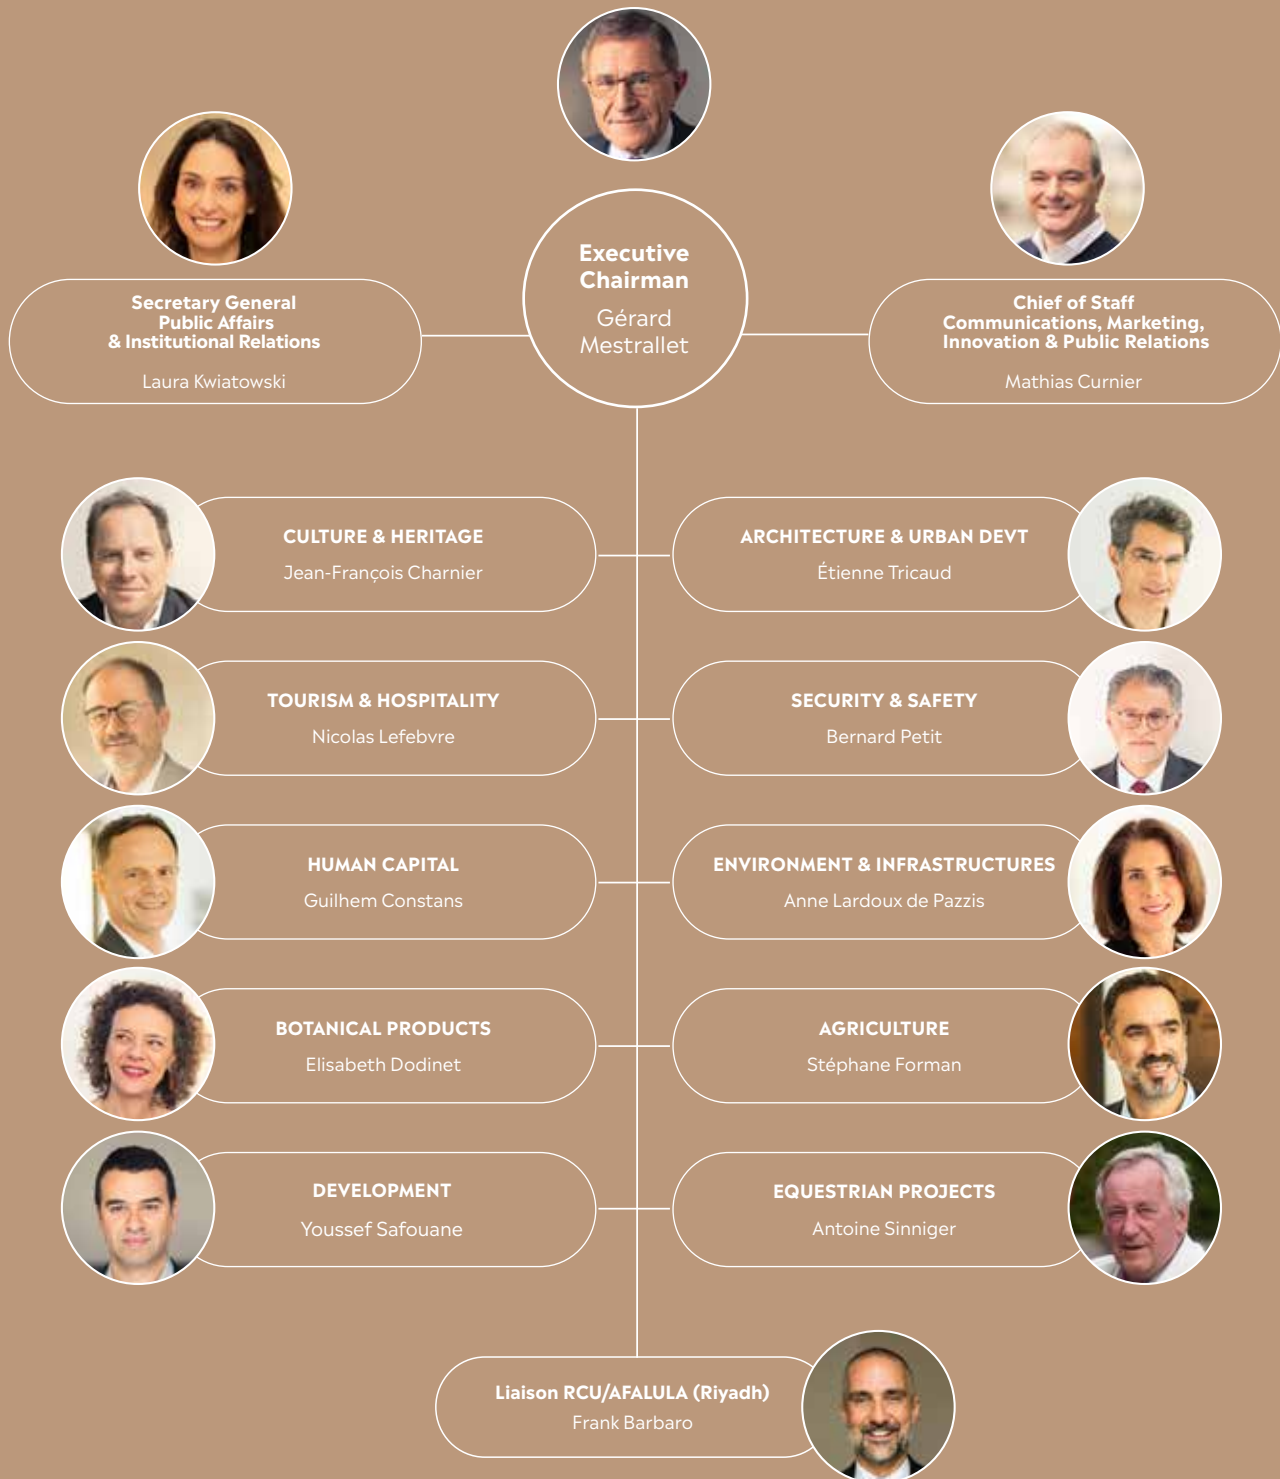 Executive
Chairman
Gérard
Mestrallet
Secretary General
Public Affairs
& Institutional Relations
Laura Kwiatowski
Chief of Staff
Communications, Marketing,
Innovation & Public Relations
Mathias Curnier
CULTURE & HERITAGE
Jean-François Charnier
ARCHITECTURE & URBAN DEVT
Étienne Tricaud
TOURISM & HOSPITALITY
Nicolas Lefebvre
SECURITY & SAFETY
Bernard Petit
HUMAN CAPITAL
Guilhem Constans
ENVIRONMENT & INFRASTRUCTURES
Anne Lardoux de Pazzis
BOTANICAL PRODUCTS
Elisabeth Dodinet
AGRICULTURE
Stéphane Forman
DEVELOPMENT
Youssef Safouane
EQUESTRIAN PROJECTS
Antoine Sinniger
Liaison RCU/AFALULA (Riyadh)
Frank Barbaro